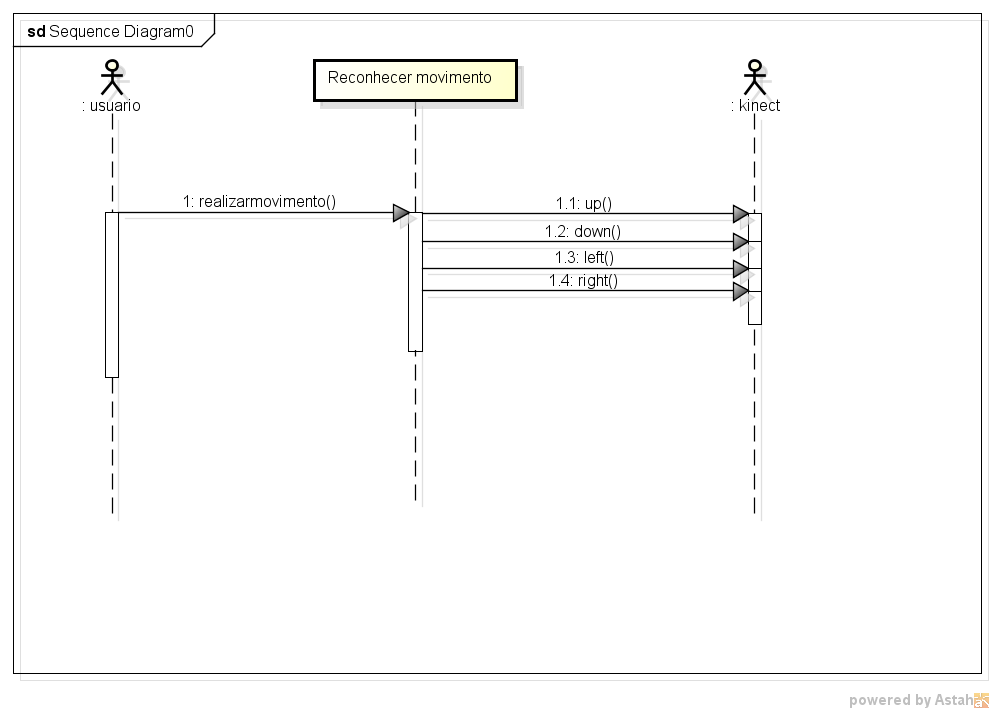 sd Sequence Diagram0
: usuario
Reconhecer movimento
: kinect
1: realizarmovimento()
1.1: up()
1.2: down()
1.3: left()
1.4: right()
powered by Astah